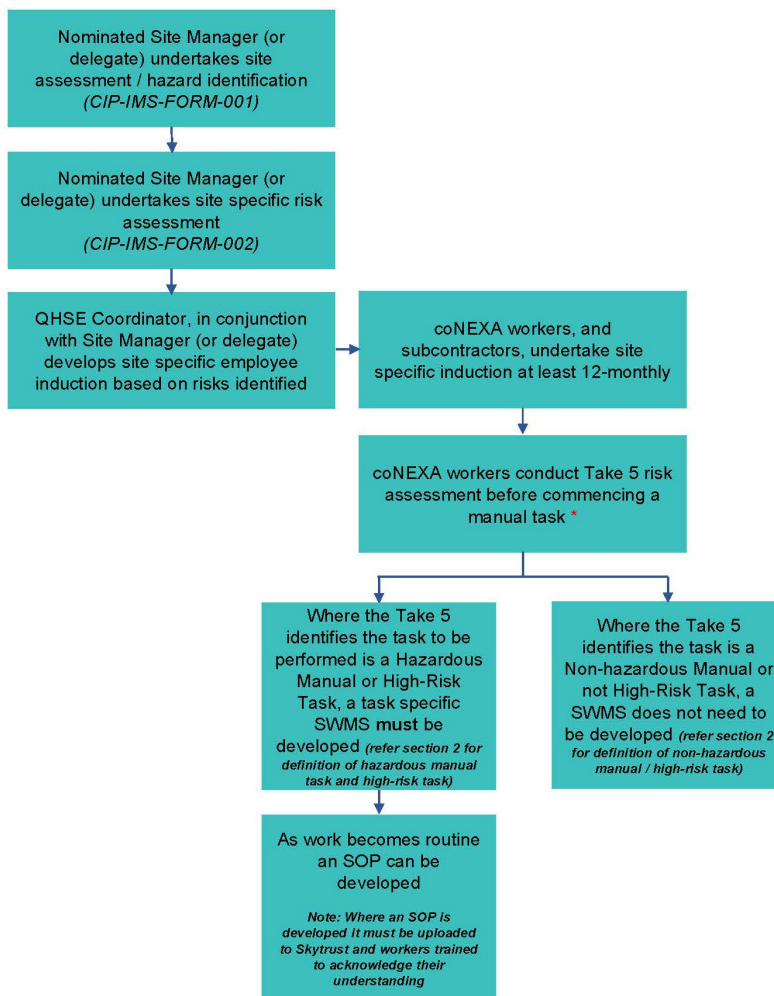 Nominated Site Manager (or
delegate) undertakes site
assessment / hazard identification
(CIP-IMS-FORM-001)
Nominated Site Manager (or
delegate) undertakes site specific risk
assessment
(CIP-IMS-FORM-002)
QHSE Coordinator, in conjunction
with Site Manager (or delegate)
develops site specific employee
induction based on risks identified
coNEXA workers, and
subcontractors, undertake site
specific induction at least 12-monthly
coNEXA workers conduct Take 5 risk
assessment before commencing a
manual task *
Where the Take 5
identifies the task to be
performed is a Hazardous
Manual or High-Risk
Task, a task specific
SWMS must be
developed (refer section 2 for
definition of hazardous manual
task and high-risk task)
Where the Take 5
identifies the task is a
Non-hazardous Manual or
not High-Risk Task, a
SWMS does not need to
be developed (refer section 2
for definition of non-hazardous
manual / high-risk task)
As work becomes routine
an SOP can be
developed
Note: Where an SOP is
developed it must be uploaded
to Skytrust and workers trained
to acknowledge their
understanding